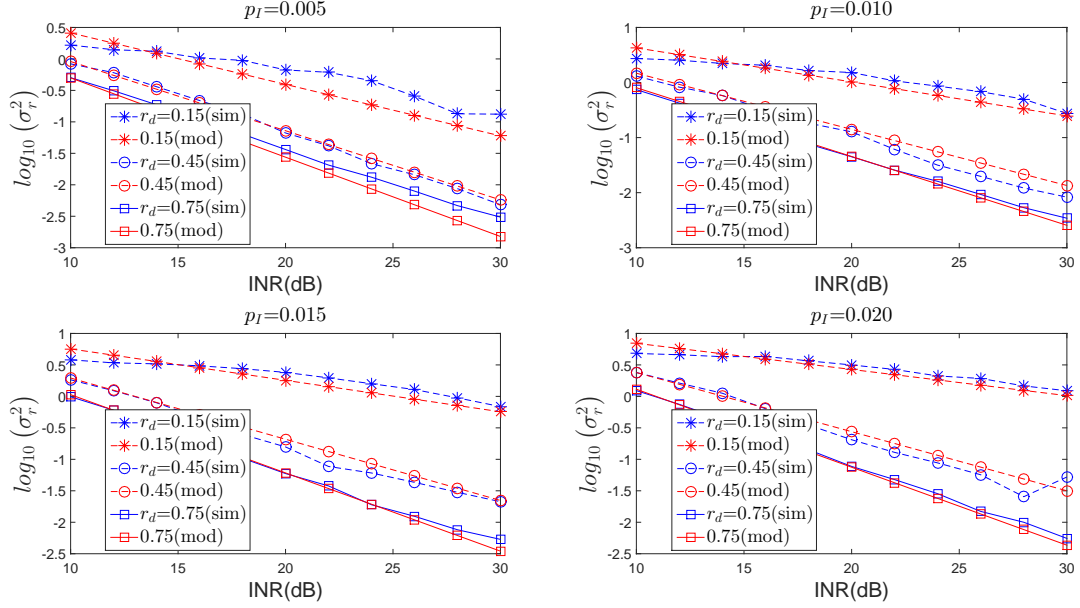 p_I=0.005
log_{10} (σ_r^2)
0.5
0
-0.5
-1
-1.5
-2
-2.5
-3
r_d=0.15(sim)
0.15(mod)
r_d=0.45(sim)
0.45(mod)
r_d=0.75(sim)
0.75(mod)
10 15 20 25 30
INR(dB)
p_I=0.010
log_{10} (σ_r^2)
1
0
-1
-2
-3
r_d=0.15(sim)
0.15(mod)
r_d=0.45(sim)
0.45(mod)
r_d=0.75(sim)
0.75(mod)
10 15 20 25 30
INR(dB)
p_I=0.015
log_{10} (σ_r^2)
1
0.5
0
-0.5
-1
-1.5
-2
-2.5
r_d=0.15(sim)
0.15(mod)
r_d=0.45(sim)
0.45(mod)
r_d=0.75(sim)
0.75(mod)
10 15 20 25 30
INR(dB)
p_I=0.020
log_{10} (σ_r^2)
1
0.5
0
-0.5
-1
-1.5
-2
-2.5
r_d=0.15(sim)
0.15(mod)
r_d=0.45(sim)
0.45(mod)
r_d=0.75(sim)
0.75(mod)
10 15 20 25 30
INR(dB)